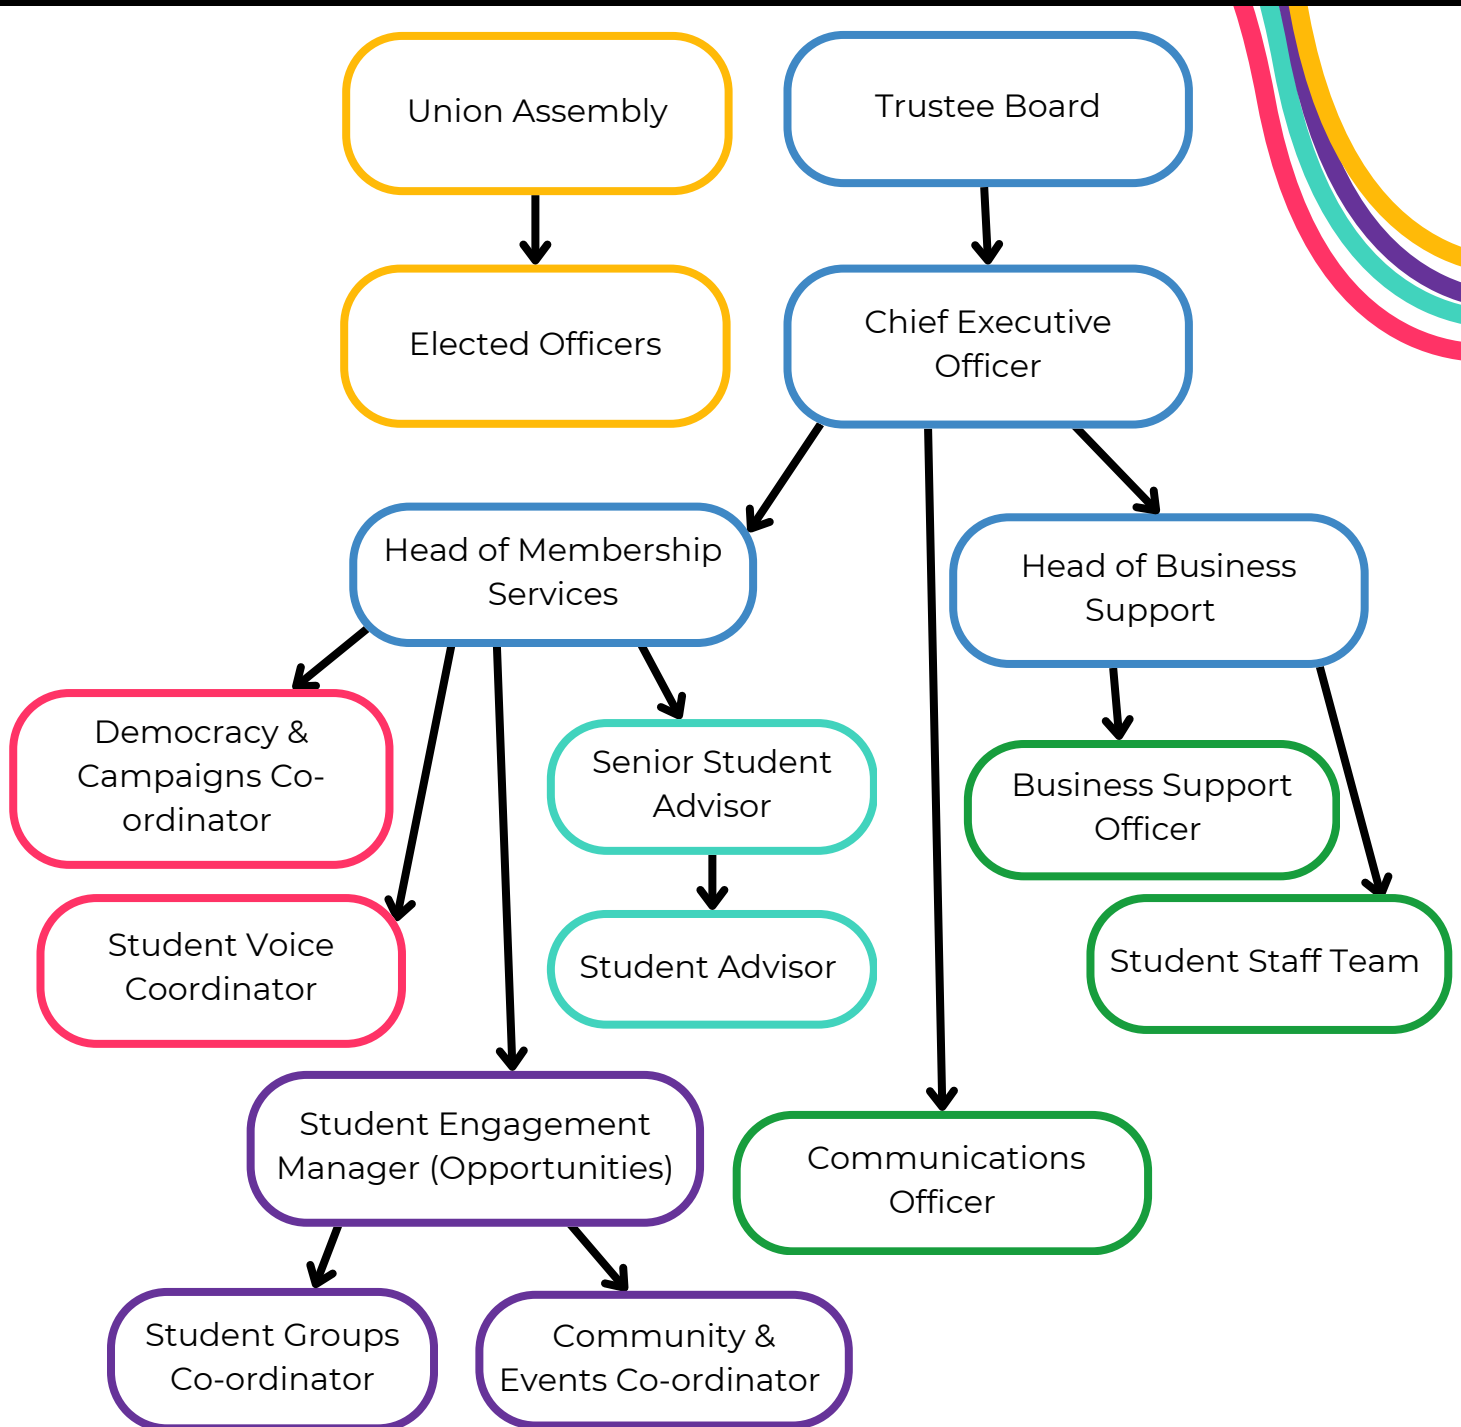 Union Assembly
Trustee Board
Elected Officers
Chief Executive
Officer
Head of Membership
Services
Head of Business
Support
Democracy &
Campaigns Co-
ordinator
Senior Student
Advisor
Business Support
Officer
Student Voice
Coordinator
Student Advisor
Student Staff Team
Student Engagement
Manager (Opportunities)
Communications
Officer
Student Groups
Co-ordinator
Community &
Events Co-ordinator